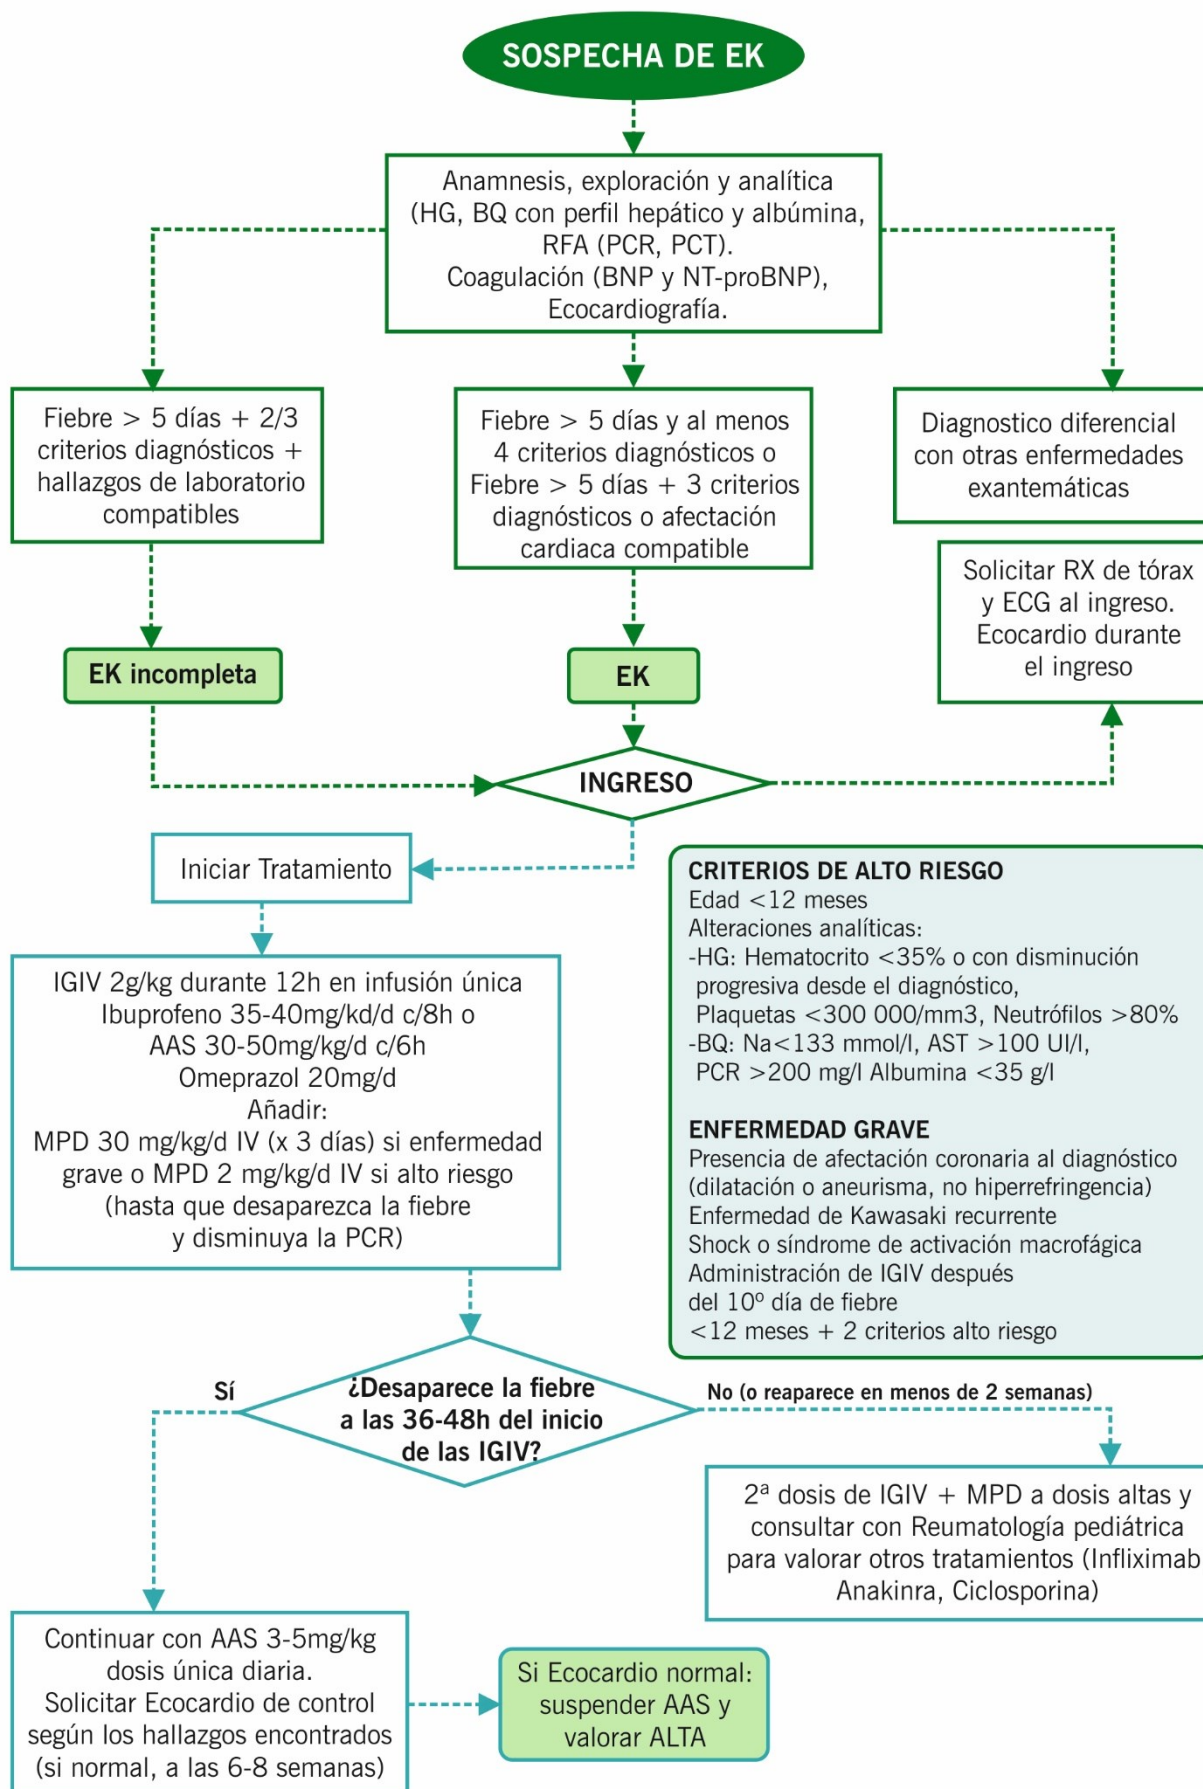 SOSPECHA DE EK
Anamnesis, exploración y analítica
(HG, BQ con perfil hepático y albúmina,
RFA (PCR, PCT).
Coagulación (BNP y NT-proBNP),
Ecocardiografía.
Fiebre > 5 días + 2/3
criterios diagnósticos +
hallazgos de laboratorio
compatibles
Fiebre > 5 días y al menos
4 criterios diagnósticos o
Fiebre > 5 días + 3 criterios
diagnósticos o afectación
cardiaca compatible
Diagnostico diferencial
con otras enfermedades
exantemáticas
Solicitar RX de tórax
y ECG al ingreso.
Ecocardio durante
el ingreso
EK incompleta
EK
INGRESO
Iniciar Tratamiento
IGIV 2g/kg durante 12h en infusión única
Ibuprofeno 35-40mg/kd/d c/8h o
AAS 30-50mg/kg/d c/6h
Omeprazol 20mg/d
Añadir:
MPD 30 mg/kg/d IV (x 3 días) si enfermedad
grave o MPD 2 mg/kg/d IV si alto riesgo
(hasta que desaparezca la fiebre
y disminuya la PCR)
CRITERIOS DE ALTO RIESGO
Edad <12 meses
Alteraciones analíticas:
-HG: Hematocrito <35% o con disminución
progresiva desde el diagnóstico,
Plaquetas <300 000/mm3, Neutrófilos >80%
-BQ: Na<133 mmol/l, AST >100 UI/l,
PCR >200 mg/l Albumina <35 g/l
ENFERMEDAD GRAVE
Presencia de afectación coronaria al diagnóstico
(dilatación o aneurisma, no hiperrefringencia)
Enfermedad de Kawasaki recurrente
Shock o síndrome de activación macrofágica
Administración de IGIV después
del 10º día de fiebre
<12 meses + 2 criterios alto riesgo
¿Desaparece la fiebre
a las 36-48h del inicio
de las IGIV?
Sí
No (o reaparece en menos de 2 semanas)
2ª dosis de IGIV + MPD a dosis altas y
consultar con Reumatología pediátrica
para valorar otros tratamientos (Infliximab
Anakinra, Ciclosporina)
Continuar con AAS 3-5mg/kg
dosis única diaria.
Solicitar Ecocardio de control
según los hallazgos encontrados
(si normal, a las 6-8 semanas)
Si Ecocardio normal:
suspender AAS y
valorar ALTA